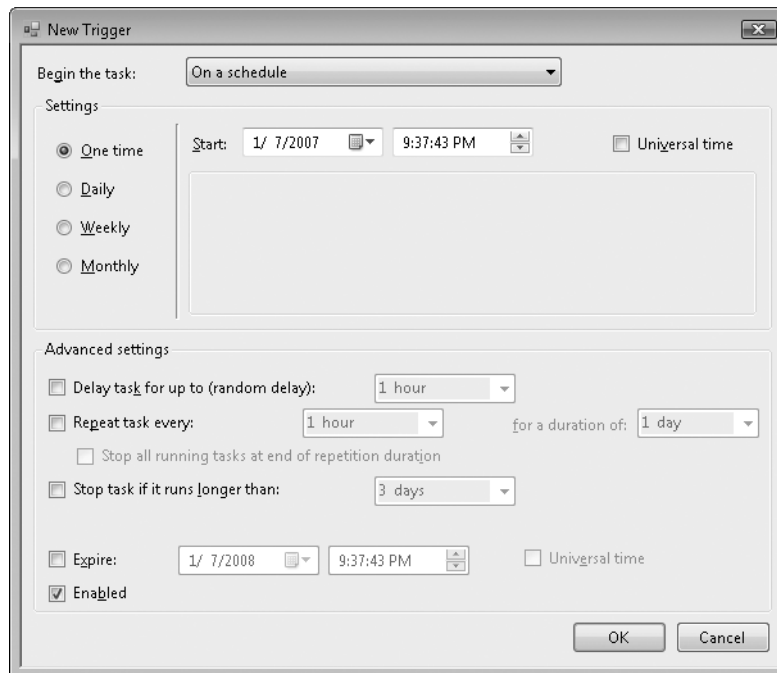 New Trigger
Begin the task: On a schedule
Settings
One time
Start: 1/ 7/2007 9:37:43 PM Universal time
Daily
Weekly
Monthly
Advanced settings
Delay task for up to (random delay): 1 hour
Repeat task every: 1 hour for a duration of: 1 day
Stop all running tasks at end of repetition duration
Stop task if it runs longer than: 3 days
Expire: 1/ 7/2008 9:37:43 PM Universal time
Enabled
OK Cancel